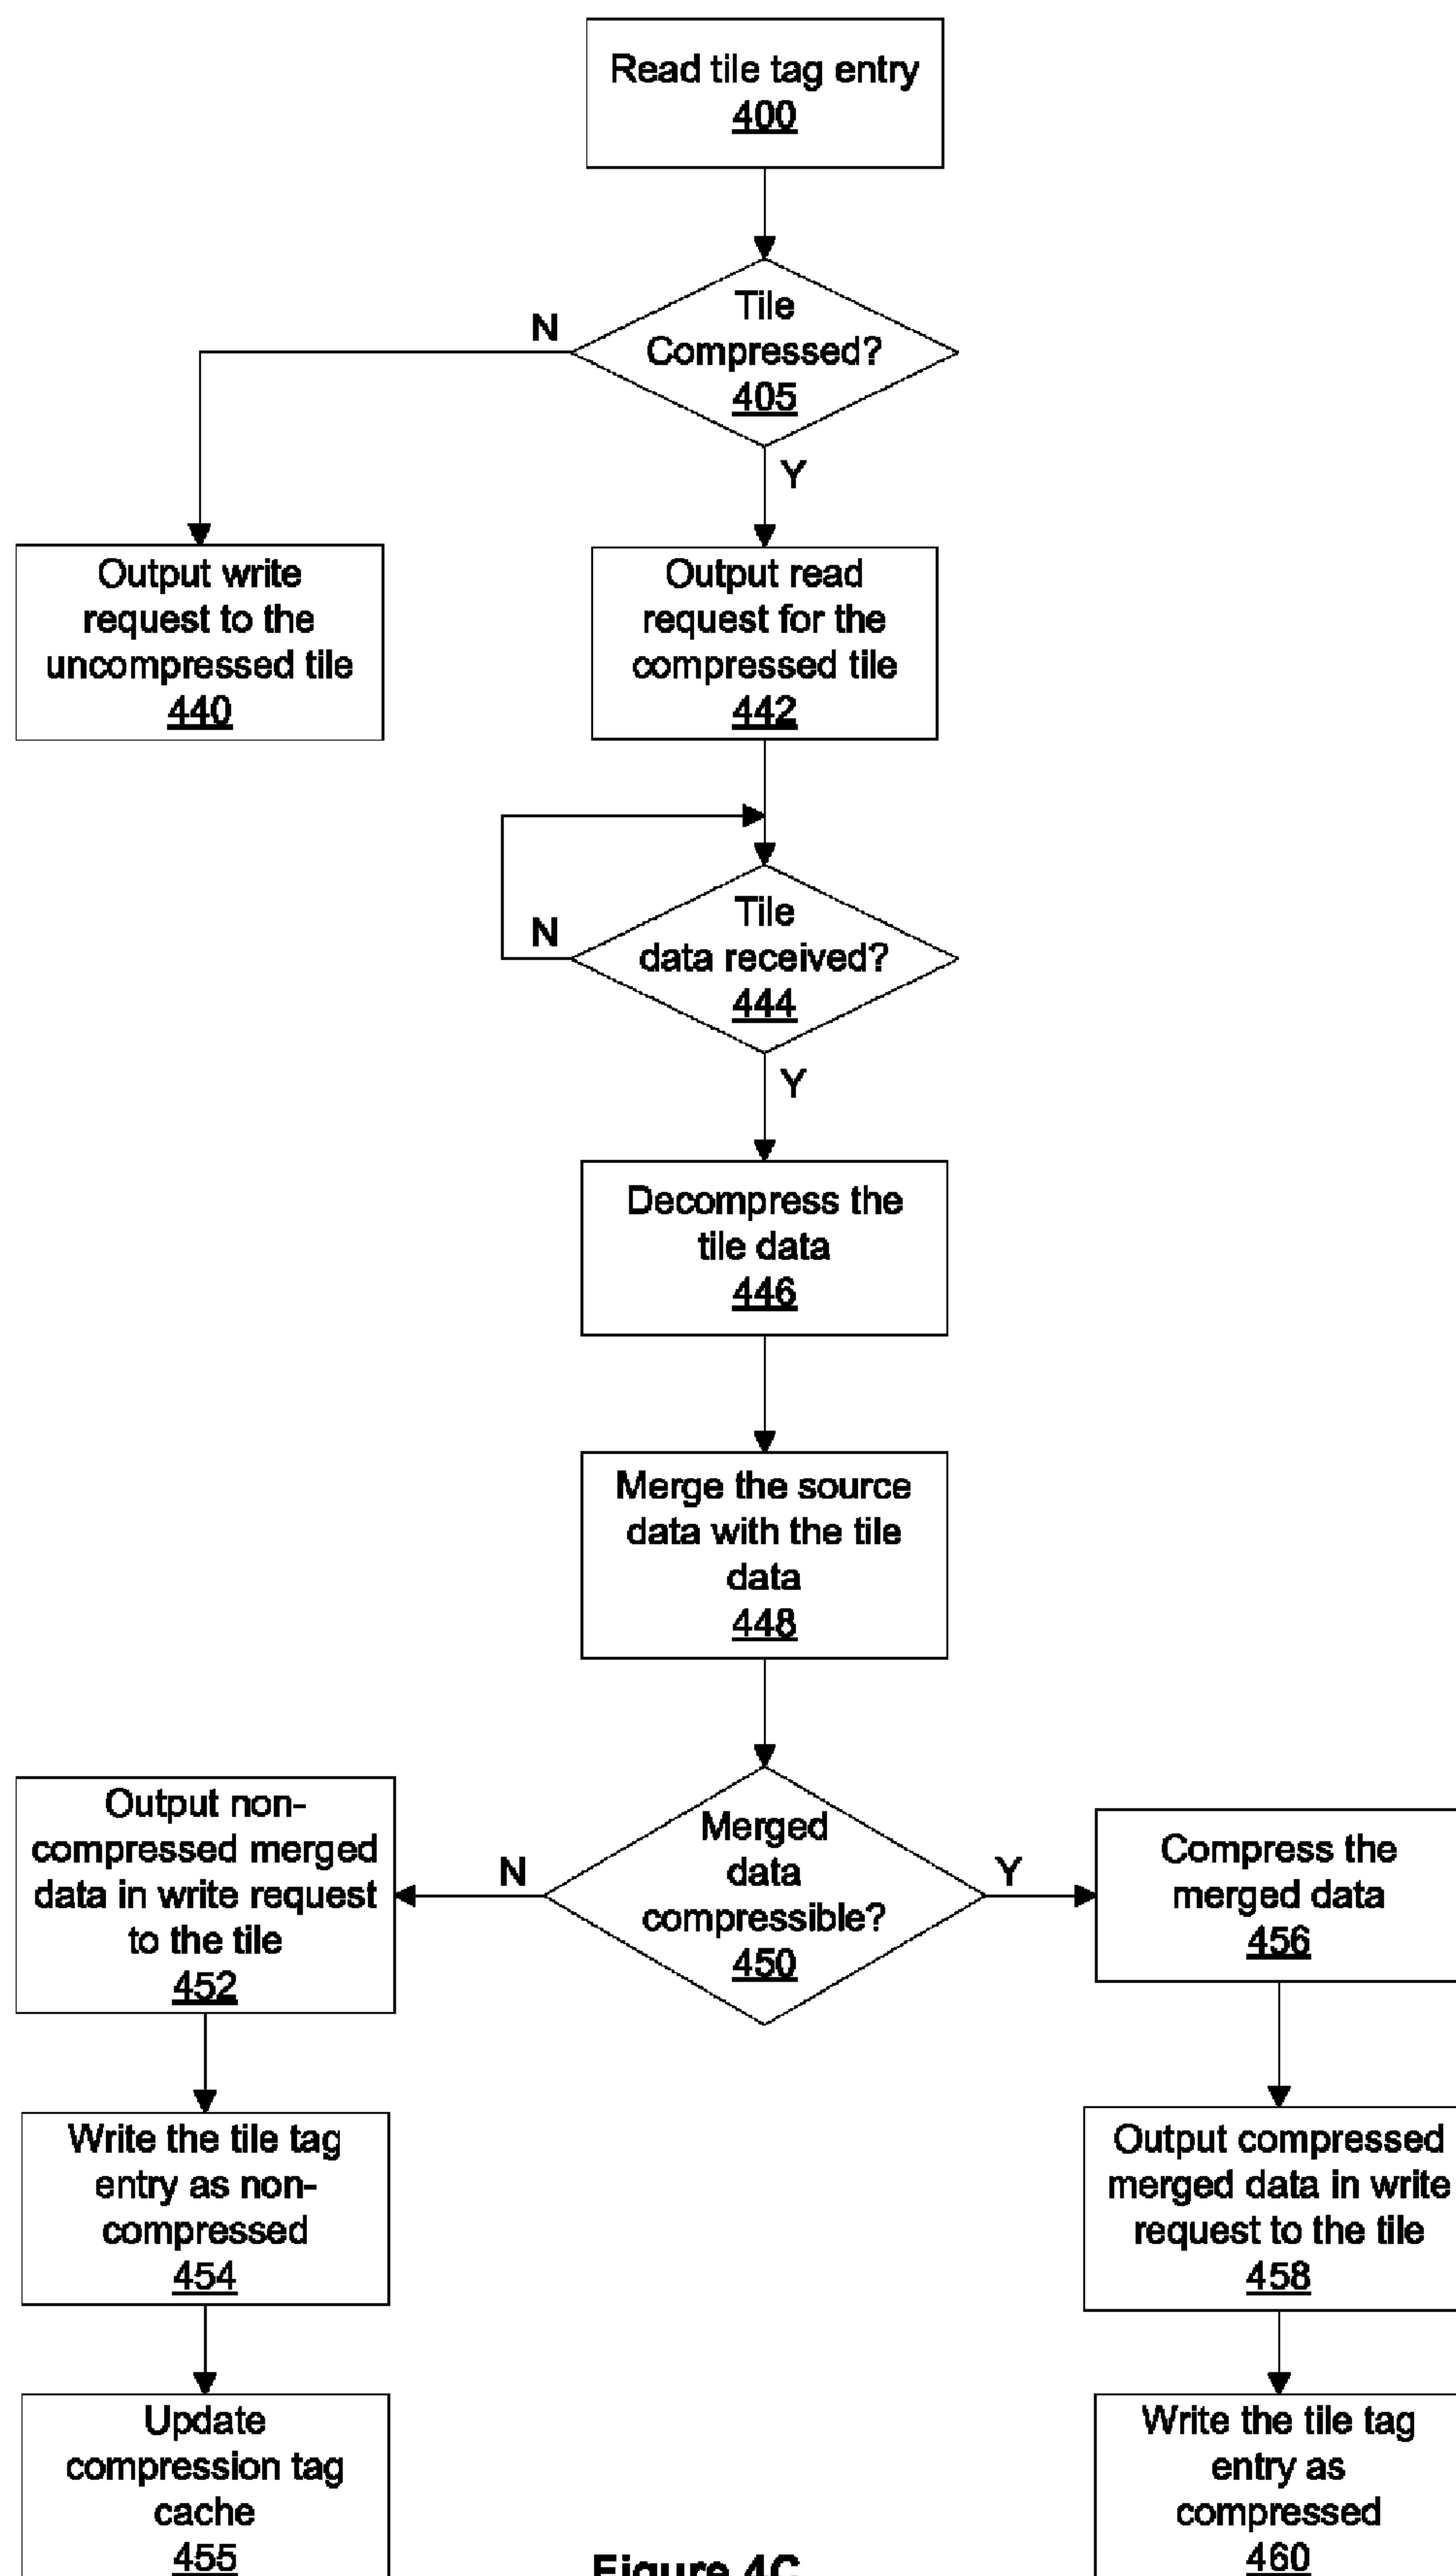 Read tile tag entry
400
Tile
Compressed?
405
N
Y
Output write
request to the
uncompressed tile
440
Output read
request for the
compressed tile
442
Tile
data received?
444
N
Y
Decompress the
tile data
446
Merge the source
data with the tile
data
448
Merged
data
compressible?
450
N
Y
Output non-
compressed merged
data in write request
to the tile
452
Compress the
merged data
456
Write the tile tag
entry as non-
compressed
454
Output compressed
merged data in write
request to the tile
458
Update
compression tag
cache
455
Write the tile tag
entry as
compressed
460
Figure 4C